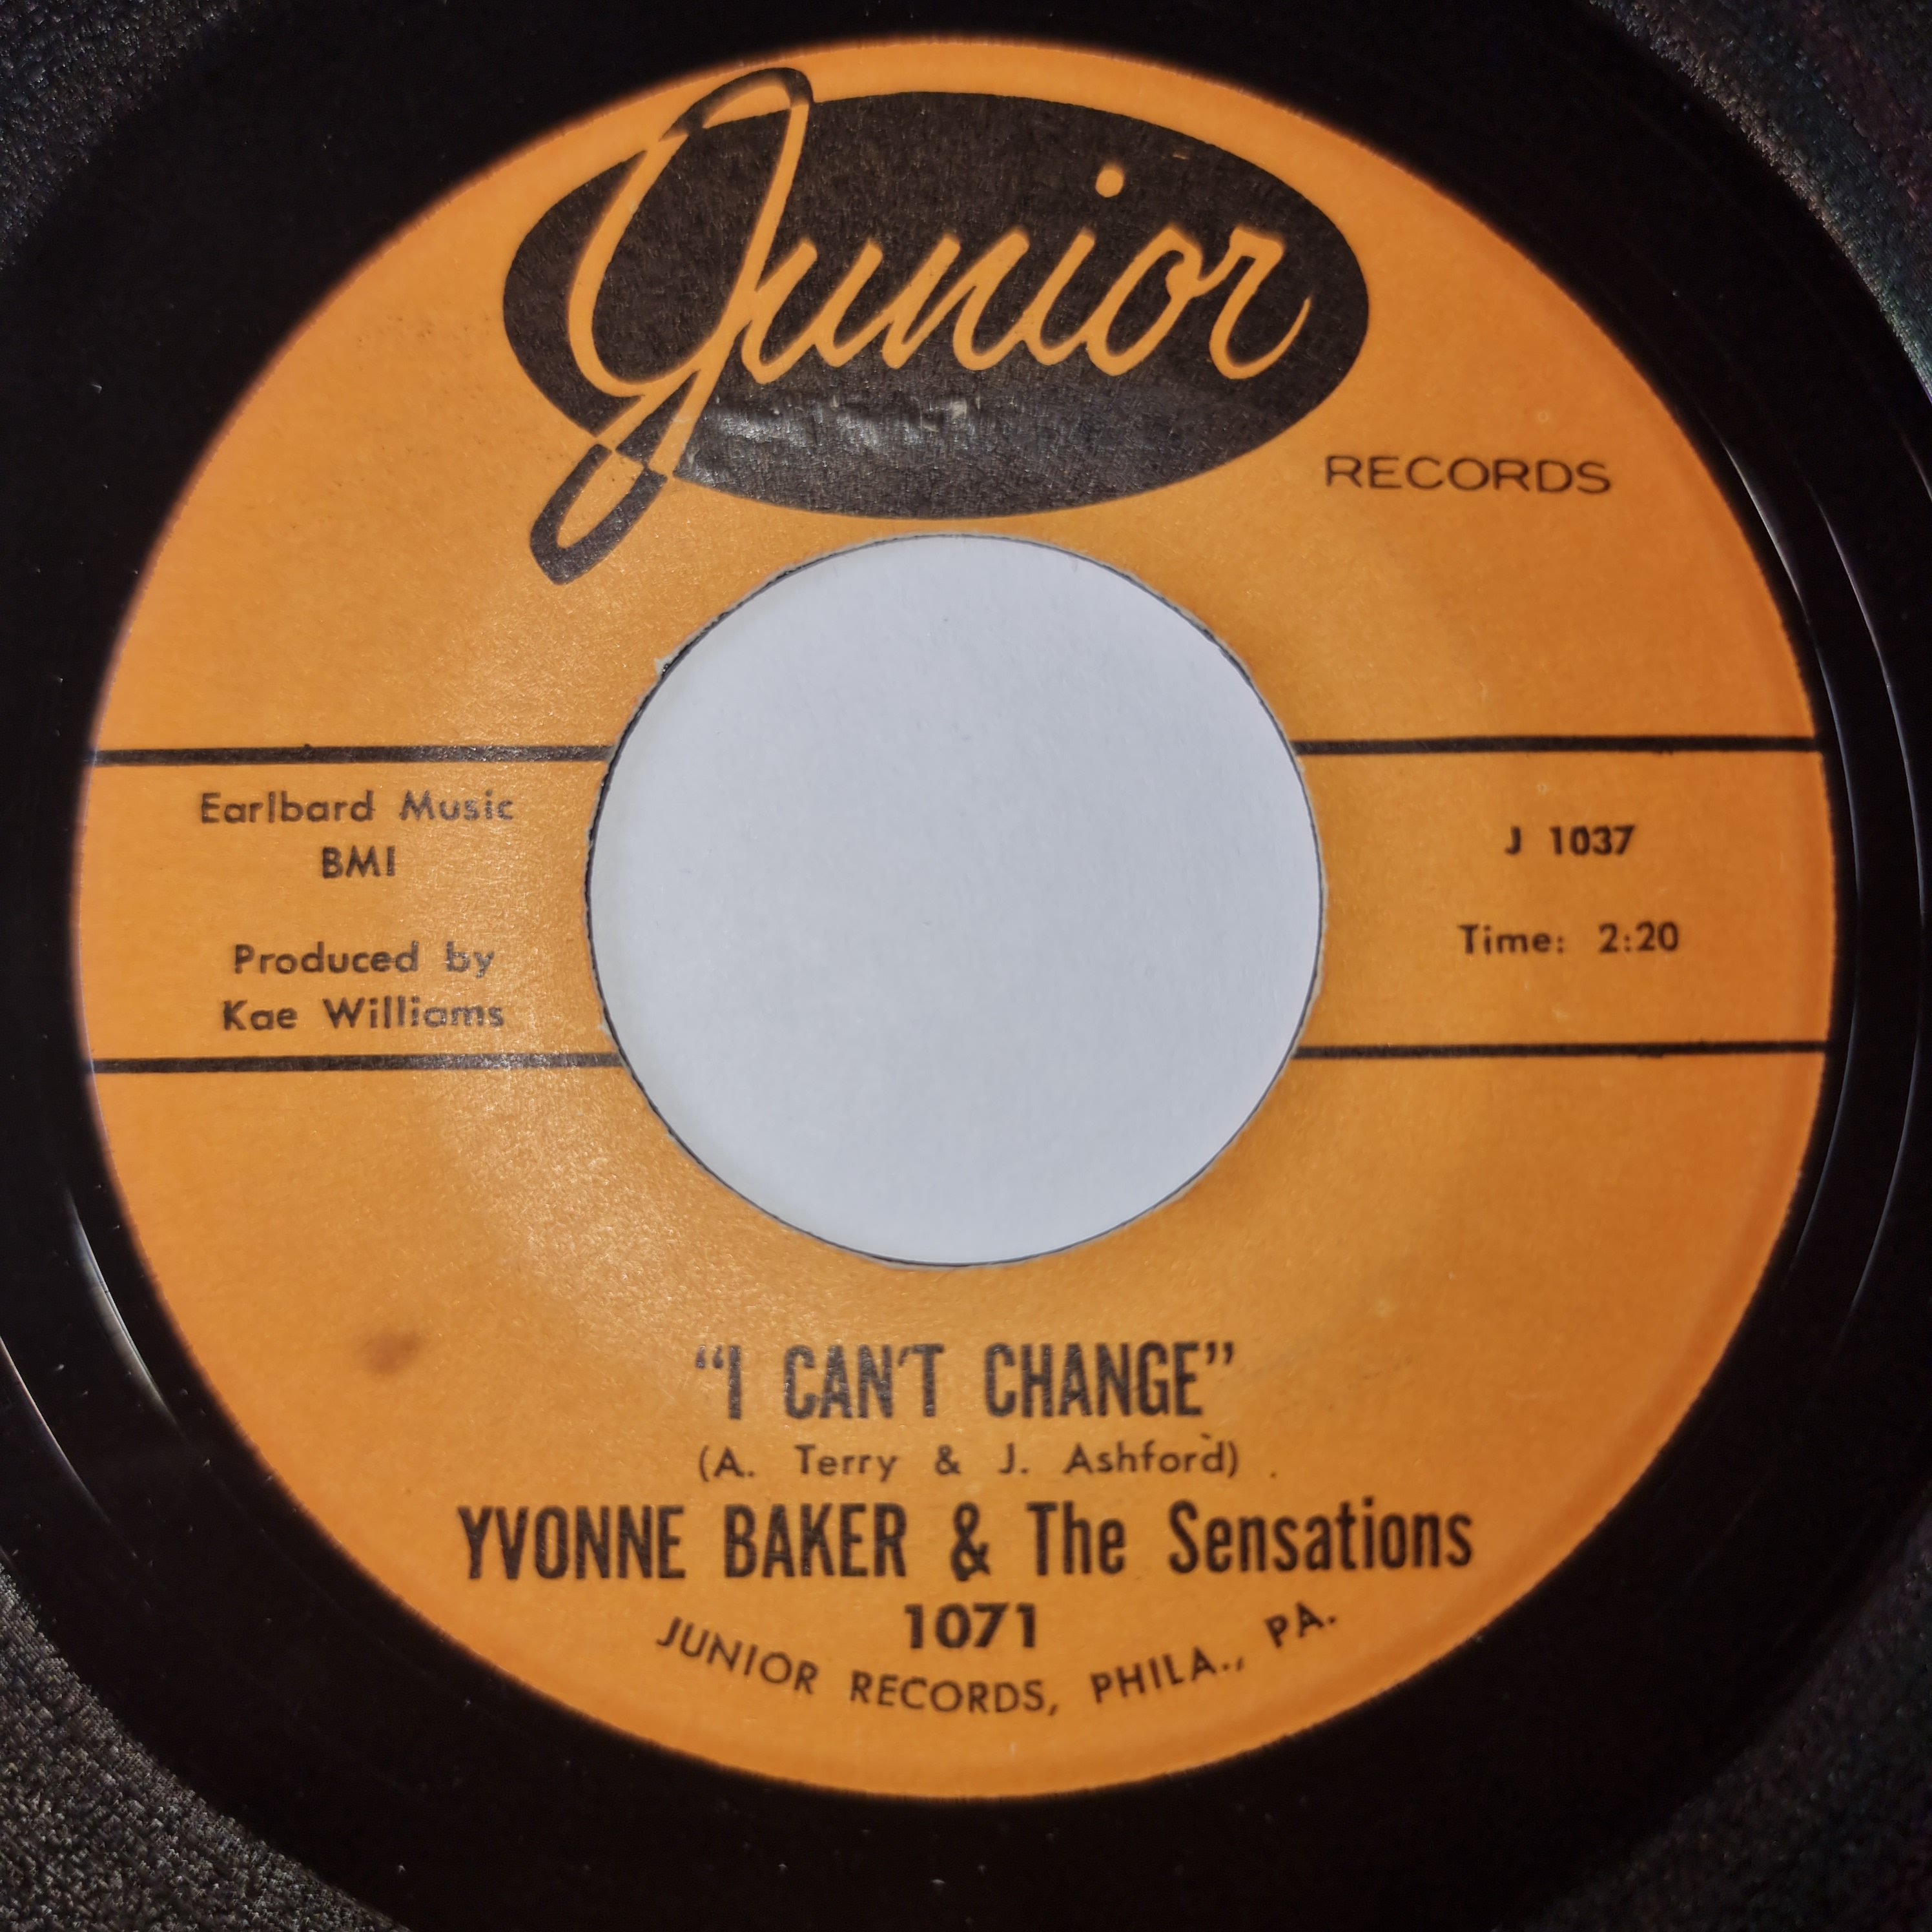 Junior
RECORDS
Earlbard Music
BMI
Produced by
Kae Williams
J 1037
Time: 2:20
“I CAN'T CHANGE”
(A. Terry & J. Ashford)
YVONNE BAKER & The Sensations
1071
JUNIOR RECORDS, PHILA., PA.